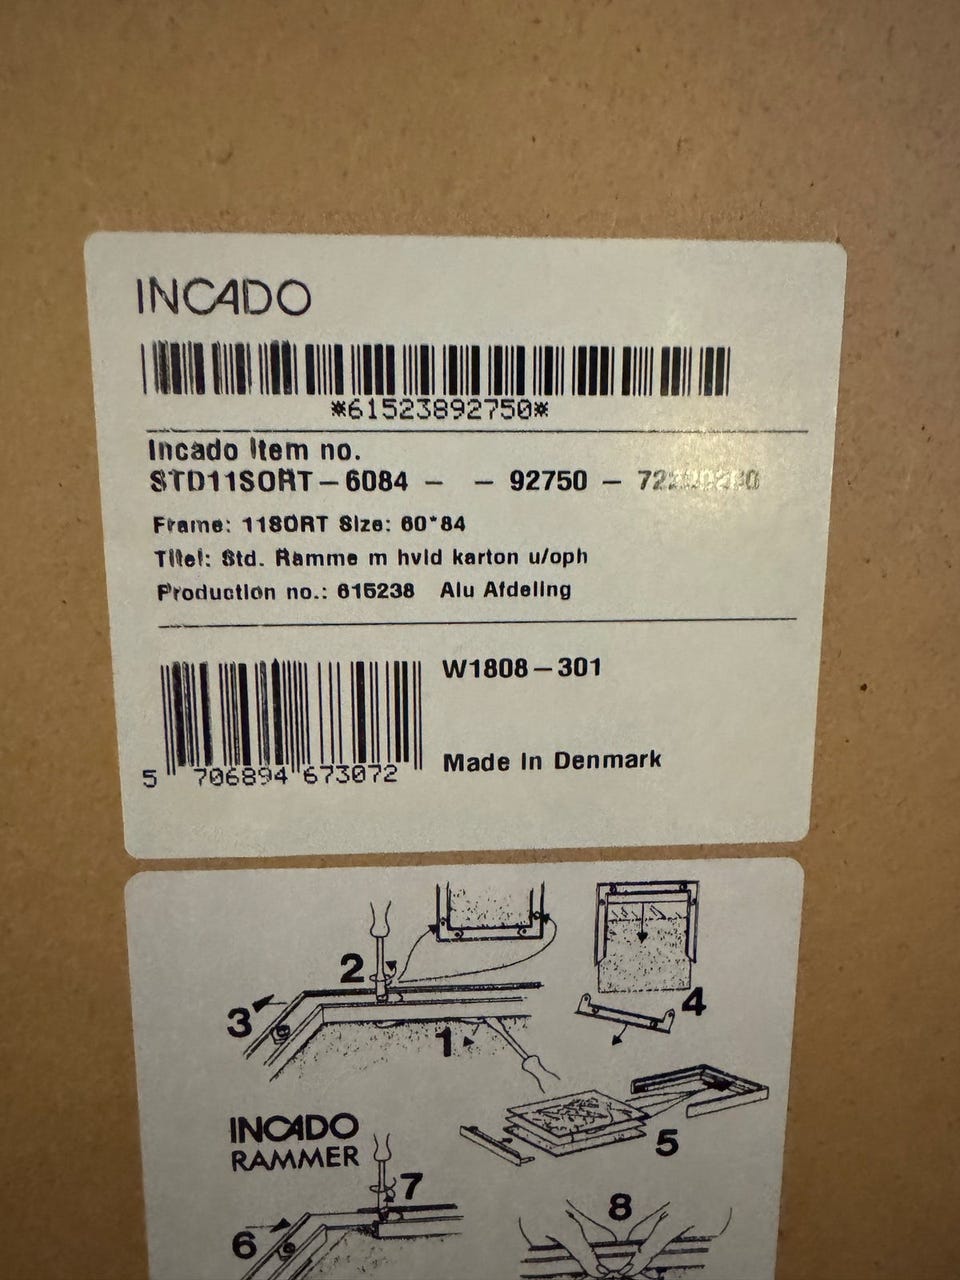 INCADO
*61523892750*
Incado Item no.
STD11SORT-6084 - - 92750 -
Frame: 11SORT Size: 60*84
Titel: Std. Ramme m hvid karton u/oph
Production no.: 615238 Alu Afdeling
W1808-301
5 706894 673072
Made In Denmark
2
3
1
4
5
INCADO
RAMMER
7
8
6